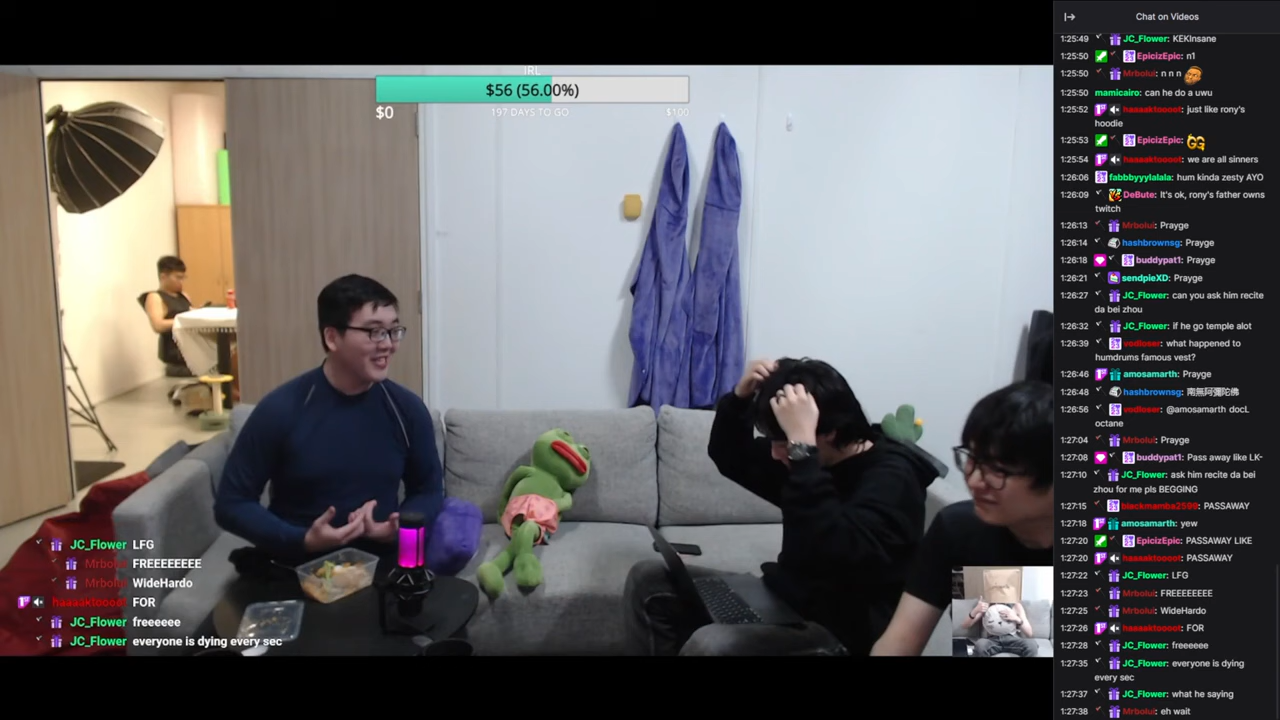 IRL
$56 (56.00%)
$0
197 DAYS TO GO
$100
JC_Flower LFG
Mrbolui FREEEEEEEE
Mrbolui WideHardo
haaaaktoooot FOR
JC_Flower freeeeee
JC_Flower everyone is dying every sec
Chat on Videos
1:25:49 JC_Flower: KEKInsane
1:25:50 EpicizEpic: n1
1:25:50 Mrbolui: n n n
1:25:50 mamicairo: can he do a uwu
1:25:52 haaaaktoooot: just like rony's
hoodie
1:25:53 EpicizEpic: GG
1:25:54 haaaaktoooot: we are all sinners
1:26:06 fabbbyyylalala: hum kinda zesty AYO
1:26:09 DeBute: It's ok, rony's father owns
twitch
1:26:13 Mrbolui: Prayge
1:26:14 hashbrownsg: Prayge
1:26:18 buddypat1: Prayge
1:26:21 sendpieXD: Prayge
1:26:27 JC_Flower: can you ask him recite
da bei zhou
1:26:32 JC_Flower: if he go temple alot
1:26:39 vodloser: what happened to
humdrums famous vest?
1:26:46 amosamarth: Prayge
1:26:48 hashbrownsg: 南無阿彌陀佛
1:26:56 vodloser: @amosamarth docL
octane
1:27:04 Mrbolui: Prayge
1:27:08 buddypat1: Pass away like LK-
1:27:10 JC_Flower: ask him recite da bei
zhou for me pls BEGGING
1:27:15 blackmamba2599: PASSAWAY
1:27:18 amosamarth: yew
1:27:20 EpicizEpic: PASSAWAY LIKE
1:27:20 haaaaktoooot: PASSAWAY
1:27:22 JC_Flower: LFG
1:27:23 Mrbolui: FREEEEEEEE
1:27:25 Mrbolui: WideHardo
1:27:26 haaaaktoooot: FOR
1:27:28 JC_Flower: freeeeee
1:27:35 JC_Flower: everyone is dying
every sec
1:27:37 JC_Flower: what he saying
1:27:38 Mrbolui: eh wait